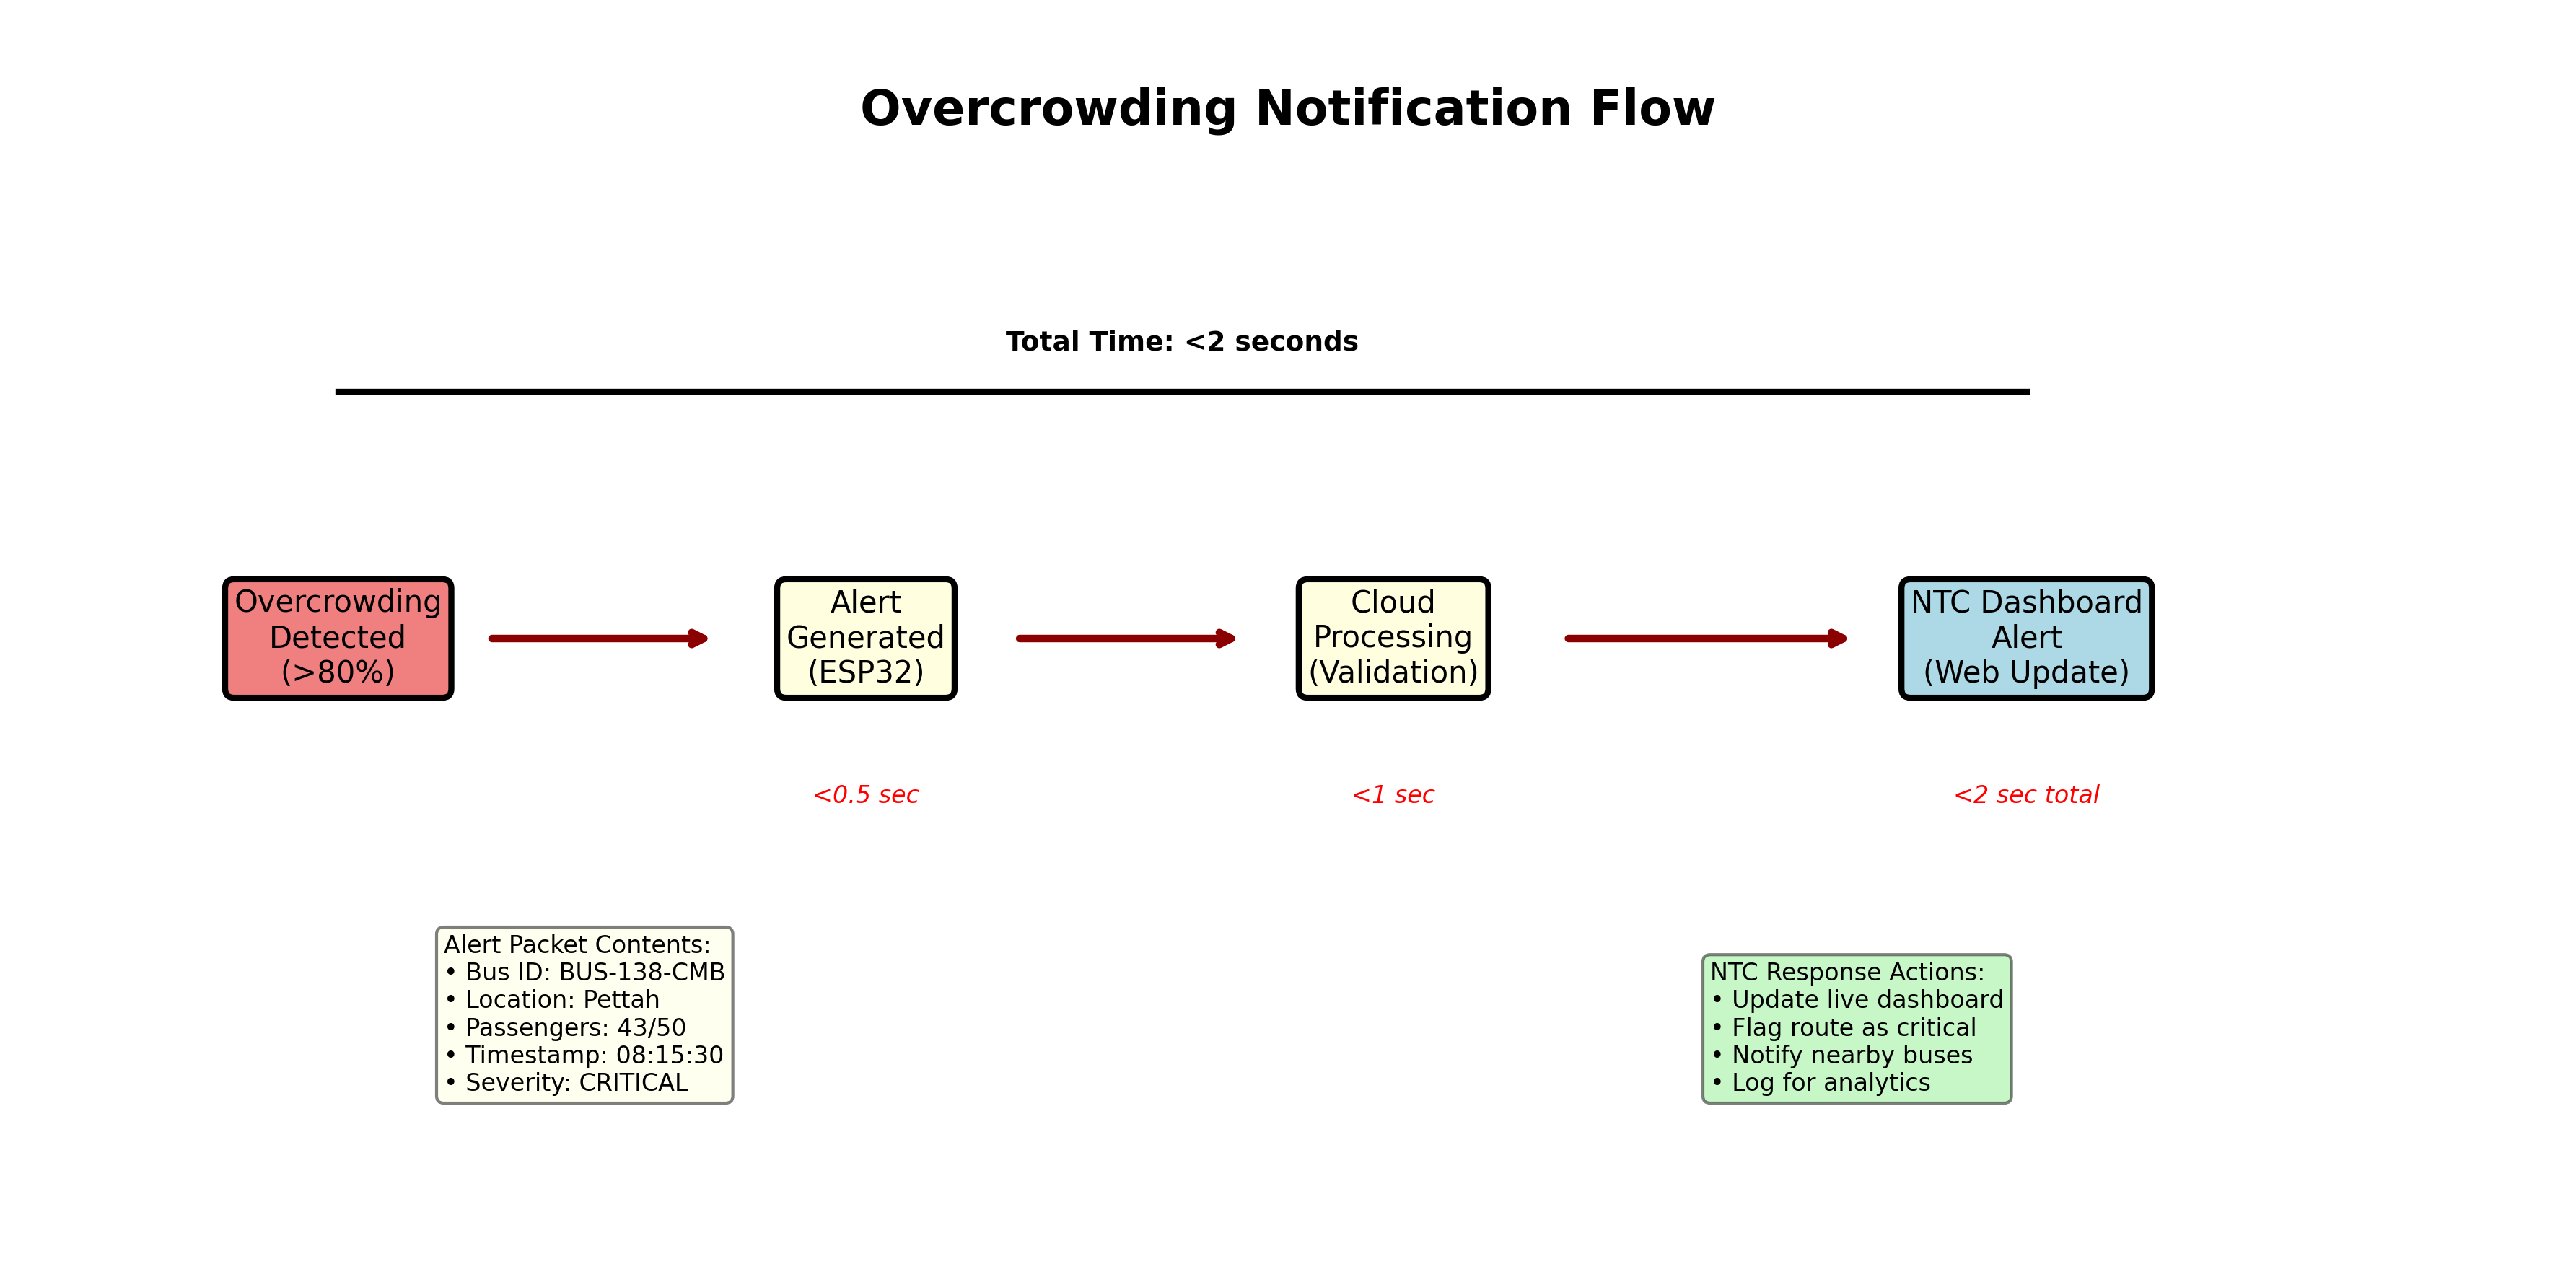 Overcrowding Notification Flow
Total Time: <2 seconds
Overcrowding
Detected
(>80%)
Alert
Generated
(ESP32)
Cloud
Processing
(Validation)
NTC Dashboard
Alert
(Web Update)
<0.5 sec
<1 sec
<2 sec total
Alert Packet Contents:
• Bus ID: BUS-138-CMB
• Location: Pettah
• Passengers: 43/50
• Timestamp: 08:15:30
• Severity: CRITICAL
NTC Response Actions:
• Update live dashboard
• Flag route as critical
• Notify nearby buses
• Log for analytics